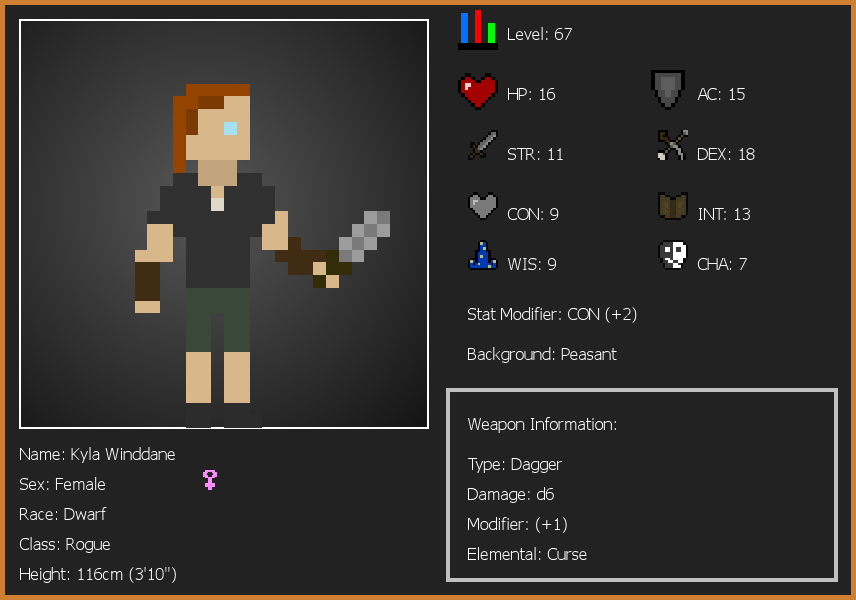 Level: 67
HP: 16
AC: 15
STR: 11
DEX: 18
CON: 9
INT: 13
WIS: 9
CHA: 7
Stat Modifier: CON (+2)
Background: Peasant
Weapon Information:
Type: Dagger
Damage: d6
Modifier: (+1)
Elemental: Curse
Name: Kyla Winddane
Sex: Female
Race: Dwarf
Class: Rogue
Height: 116cm (3'10")